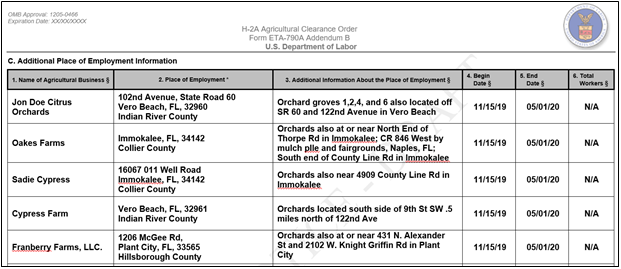 OMB Approval: 1205-0466
Expiration Date: XX/XX/XXXX
H-2A Agricultural Clearance Order
Form ETA-790A Addendum B
U.S. Department of Labor
C. Additional Place of Employment Information
1. Name of Agricultural Business § 2. Place of Employment * 3. Additional Information About the Place of Employment § 4. Begin Date § 5. End Date § 6. Total Workers §
Jon Doe Citrus Orchards
102nd Avenue, State Road 60
Vero Beach, FL, 32960
Indian River County
Orchard groves 1,2,4, and 6 also located off
SR 60 and 122nd Avenue in Vero Beach
11/15/19 05/01/20 N/A
Oakes Farms
Immokalee, FL, 34142
Collier County
Orchards also at or near North End of
Thorpe Rd in Immokalee; CR 846 West by
mulch plle and fairgrounds, Naples, FL;
South end of County Line Rd in Immokalee
11/15/19 05/01/20 N/A
Sadie Cypress
16067 011 Well Road
Immokalee, FL, 34142
Collier County
Orchards also near 4909 County Line Rd in
Immokalee
11/15/19 05/01/20 N/A
Cypress Farm
Vero Beach, FL, 32961
Indian River County
Orchards located south side of 9th St SW .5
miles north of 122nd Ave
11/15/19 05/01/20 N/A
Franberry Farms, LLC.
1206 McGee Rd,
Plant City, FL, 33565
Hillsborough County
Orchards also at or near 431 N. Alexander
St and 2102 W. Knight Griffin Rd in Plant
City
11/15/19 05/01/20 N/A